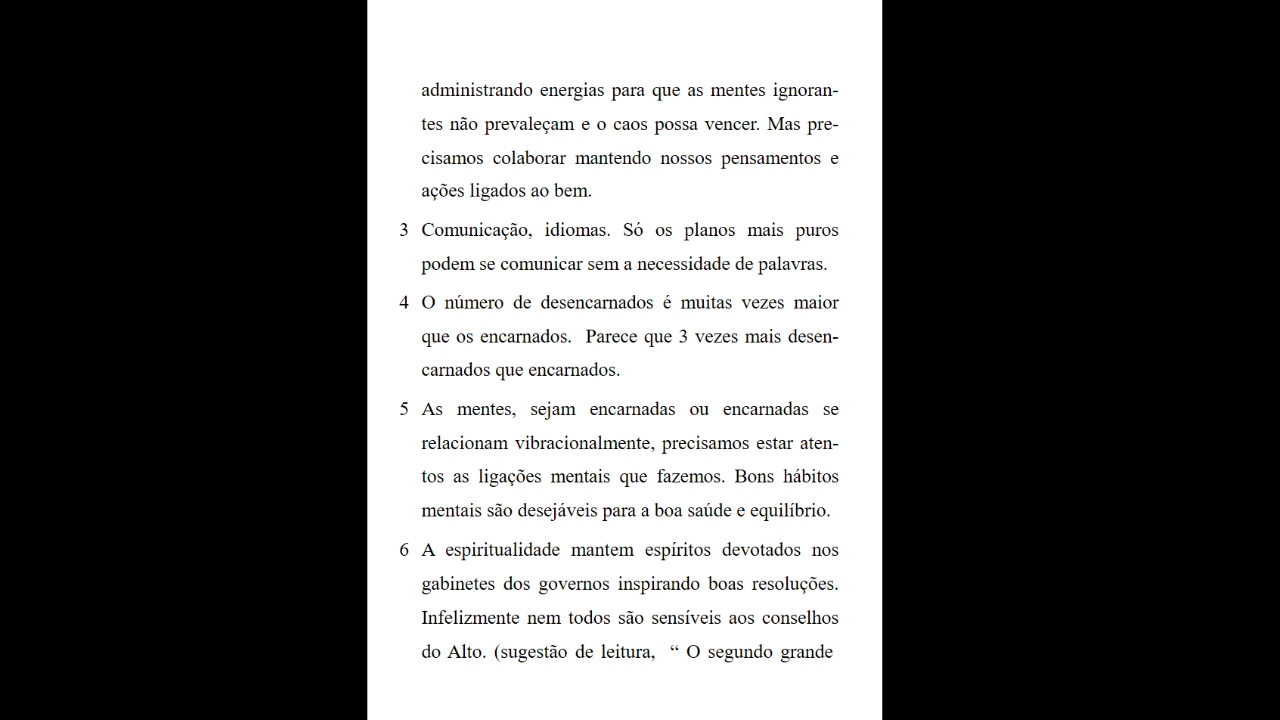 administrando energias para que as mentes ignoran-
tes não prevaleçam e o caos possa vencer. Mas pre-
cisamos colaborar mantendo nossos pensamentos e
ações ligados ao bem.
3 Comunicação, idiomas. Só os planos mais puros
podem se comunicar sem a necessidade de palavras.
4 O número de desencarnados é muitas vezes maior
que os encarnados. Parece que 3 vezes mais desen-
carnados que encarnados.
5 As mentes, sejam encarnadas ou encarnadas se
relacionam vibracionalmente, precisamos estar aten-
tos as ligações mentais que fazemos. Bons hábitos
mentais são desejáveis para a boa saúde e equilíbrio.
6 A espiritualidade mantem espíritos devotados nos
gabinetes dos governos inspirando boas resoluções.
Infelizmente nem todos são sensíveis aos conselhos
do Alto. (sugestão de leitura, “ O segundo grande